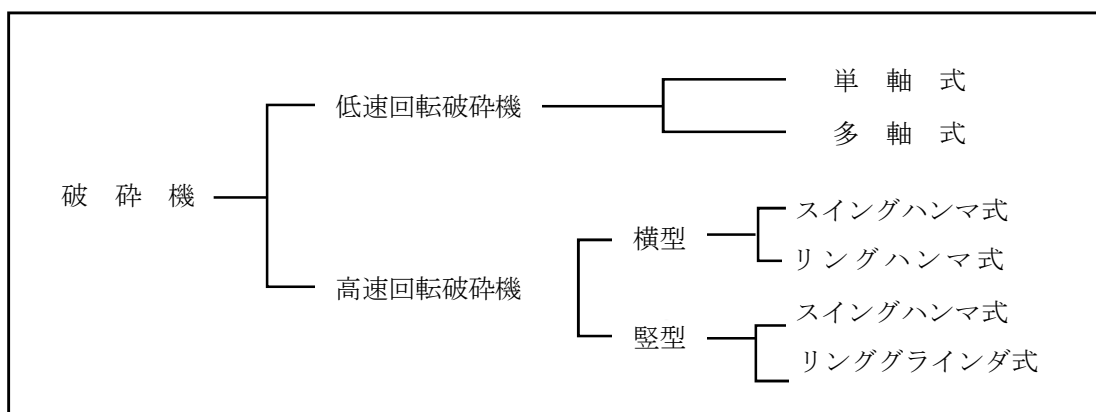 単軸式
低速回転破砕機
多軸式
破砕機
スイングハンマ式
横型
リングハンマ式
高速回転破砕機
スイングハンマ式
竪型
リンググラインダ式